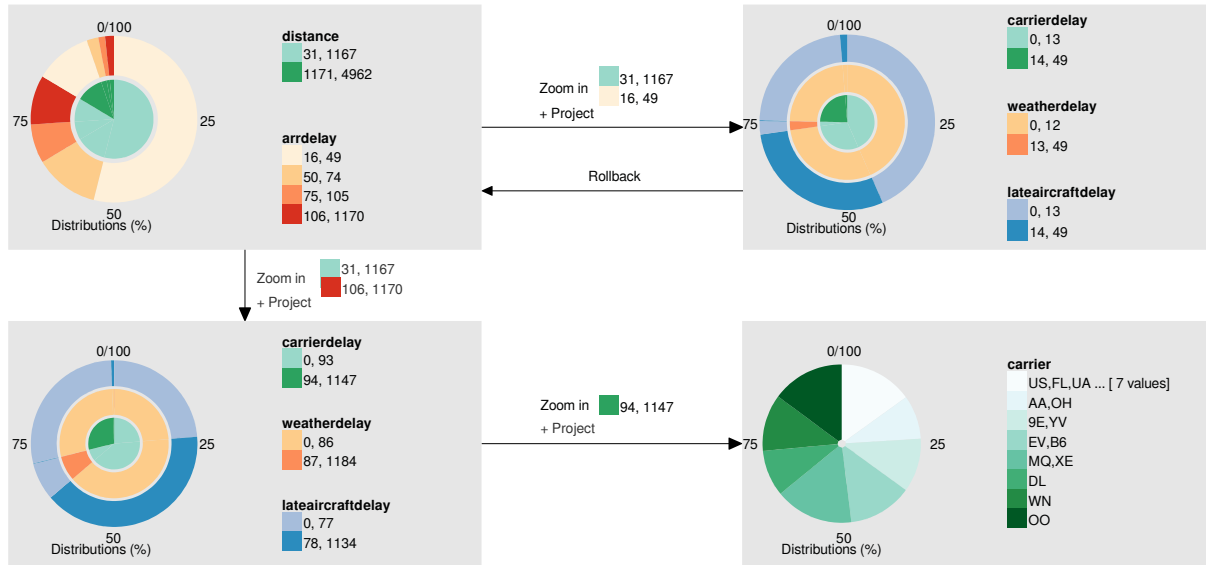 0/100
25
50
75
Distributions (%)
distance
31, 1167
1171, 4962
arrdelay
16, 49
50, 74
75, 105
106, 1170
Zoom in
+ Project
31, 1167
16, 49
Rollback
0/100
25
50
75
Distributions (%)
carrierdelay
0, 13
14, 49
weatherdelay
0, 12
13, 49
lateaircraftdelay
0, 13
14, 49
Zoom in
+ Project
31, 1167
106, 1170
0/100
25
50
75
Distributions (%)
carrierdelay
0, 93
94, 1147
weatherdelay
0, 86
87, 1184
lateaircraftdelay
0, 77
78, 1134
Zoom in
94, 1147
+ Project
0/100
25
50
75
Distributions (%)
carrier
US,FL,UA ... [ 7 values]
AA,OH
9E,YV
EV,B6
MQ,XE
DL
WN
OO